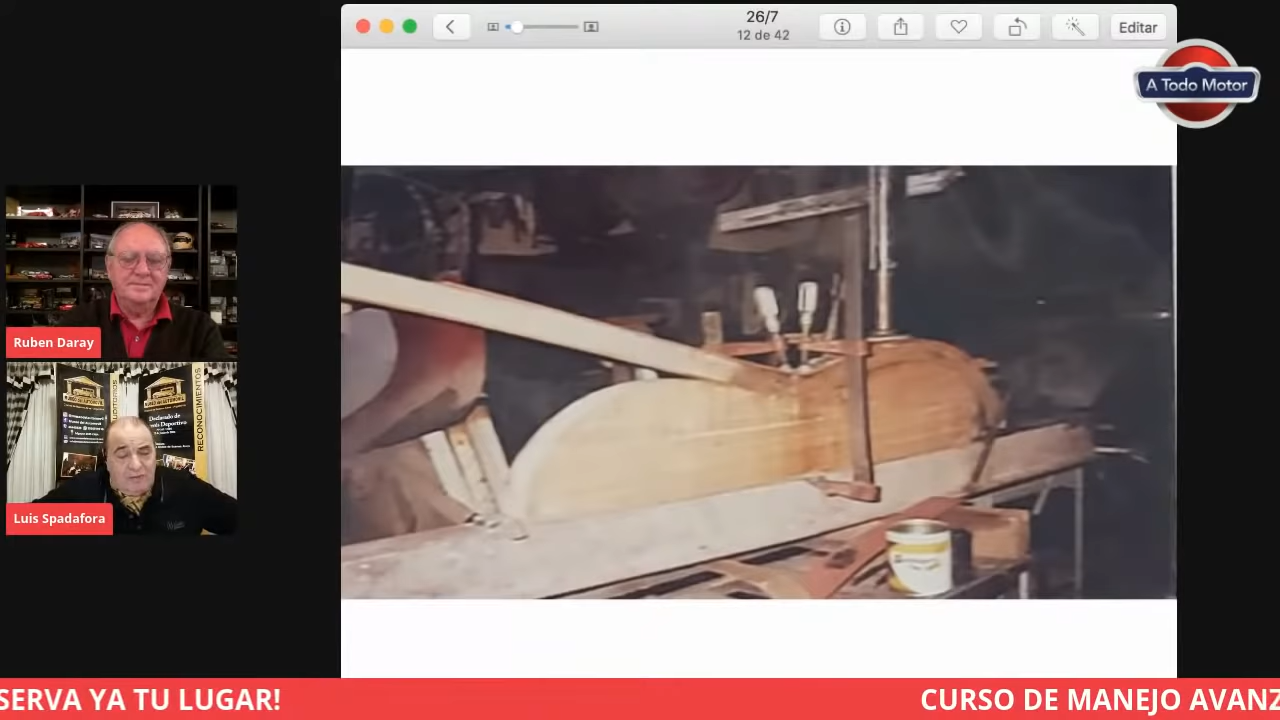 26/7
12 de 42
Editar
A Todo Motor
Ruben Daray
RECONOCIMIENTOS
Luis Spadafora
SERVA YA TU LUGAR!
CURSO DE MANEJO AVANZ